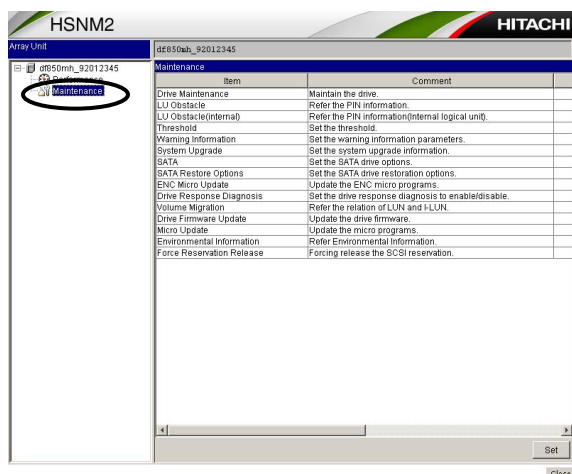 HSNM2
HITACHI
Array Unit
df850mh_92012345
df850mh_92012345
Performance
Maintenance
Maintenance
Item Comment
Drive Maintenance Maintain the drive.
LU Obstacle Refer the PIN information.
LU Obstacle(internal) Refer the PIN information(Internal logical unit).
Threshold Set the threshold.
Warning Information Set the warning information parameters.
System Upgrade Set the system upgrade information.
SATA Set the SATA drive options.
SATA Restore Options Set the SATA drive restoration options.
ENC Micro Update Update the ENC micro programs.
Drive Response Diagnosis Set the drive response diagnosis to enable/disable.
Volume Migration Refer the relation of LUN and I-LUN.
Drive Firmware Update Update the drive firmware.
Micro Update Update the micro programs.
Environmental Information Refer Environmental Information.
Force Reservation Release Forcing release the SCSI reservation.
Set
Close